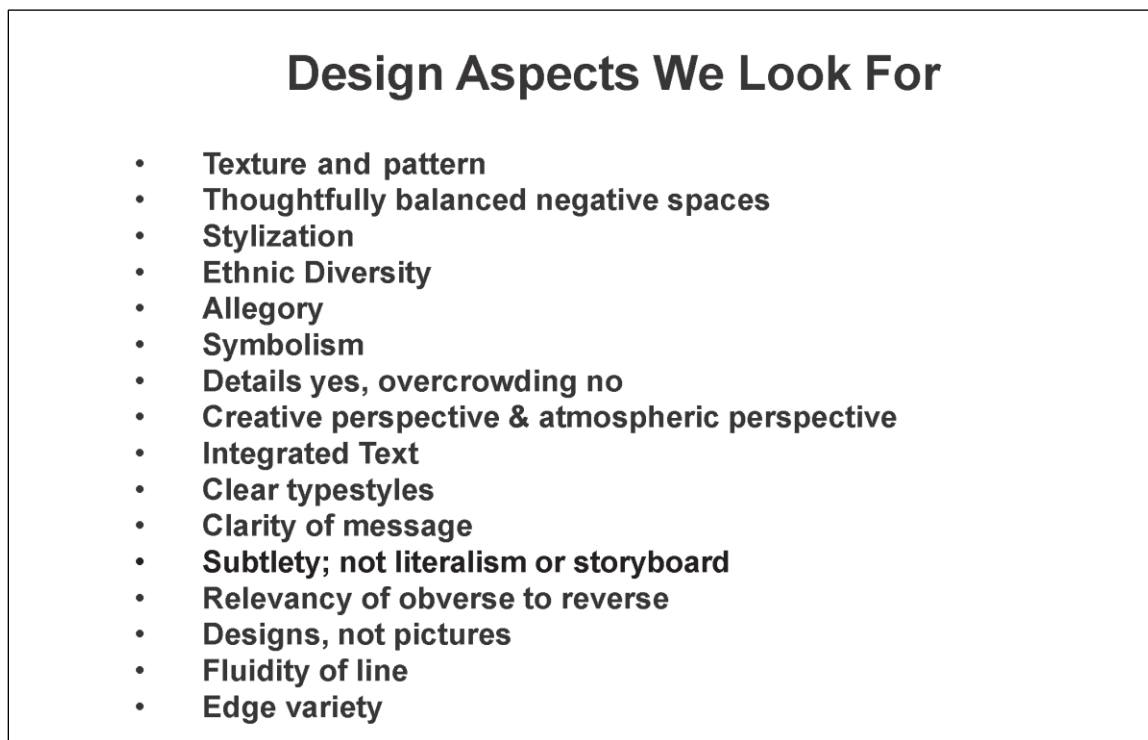 Design Aspects We Look For
• Texture and pattern
• Thoughtfully balanced negative spaces
• Stylization
• Ethnic Diversity
• Allegory
• Symbolism
• Details yes, overcrowding no
• Creative perspective & atmospheric perspective
• Integrated Text
• Clear typestyles
• Clarity of message
• Subtlety; not literalism or storyboard
• Relevancy of obverse to reverse
• Designs, not pictures
• Fluidity of line
• Edge variety